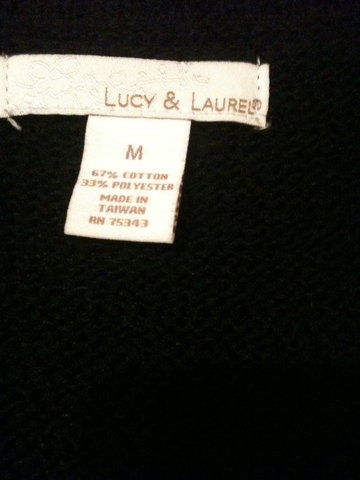 LUCY & LAUREL
M
67% COTTON
33% POLYESTER
MADE IN
TAIWAN
RN 75343